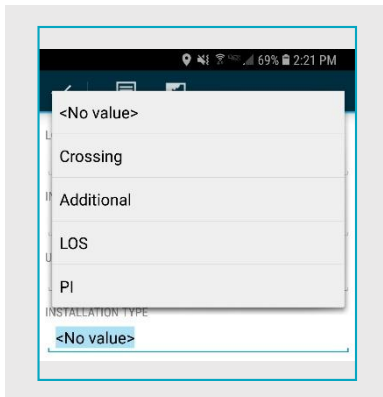 69% 2:21 PM
<No value>
Crossing
Additional
LOS
PI
INSTALLATION TYPE
<No value>